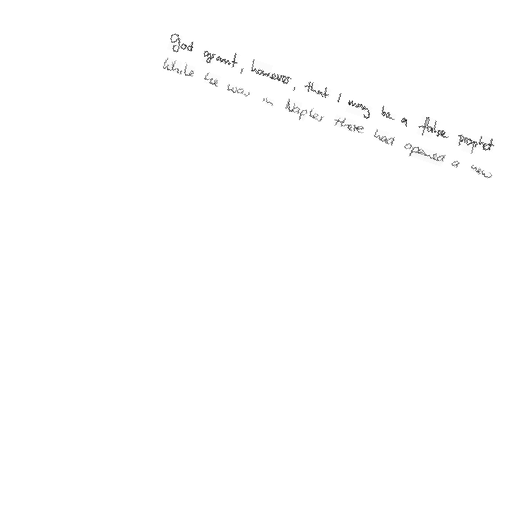 God grant, however, that I may be a false prophet
While he was in Naples there had opened a new